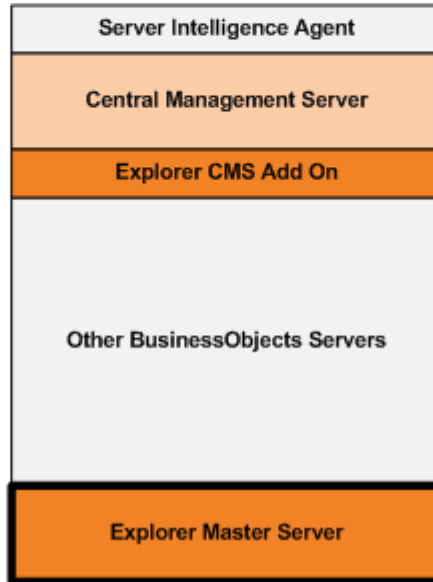 Server Intelligence Agent
Central Management Server
Explorer CMS Add On
Other BusinessObjects Servers
Explorer Master Server